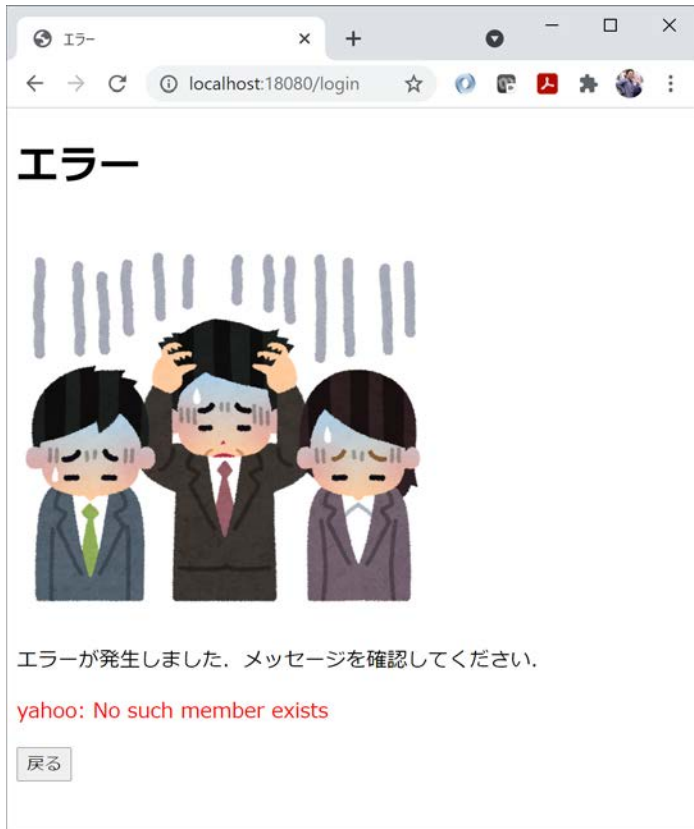 エラー
localhost:18080/login
エラー
エラーが発生しました．メッセージを確認してください．
yahoo: No such member exists
戻る